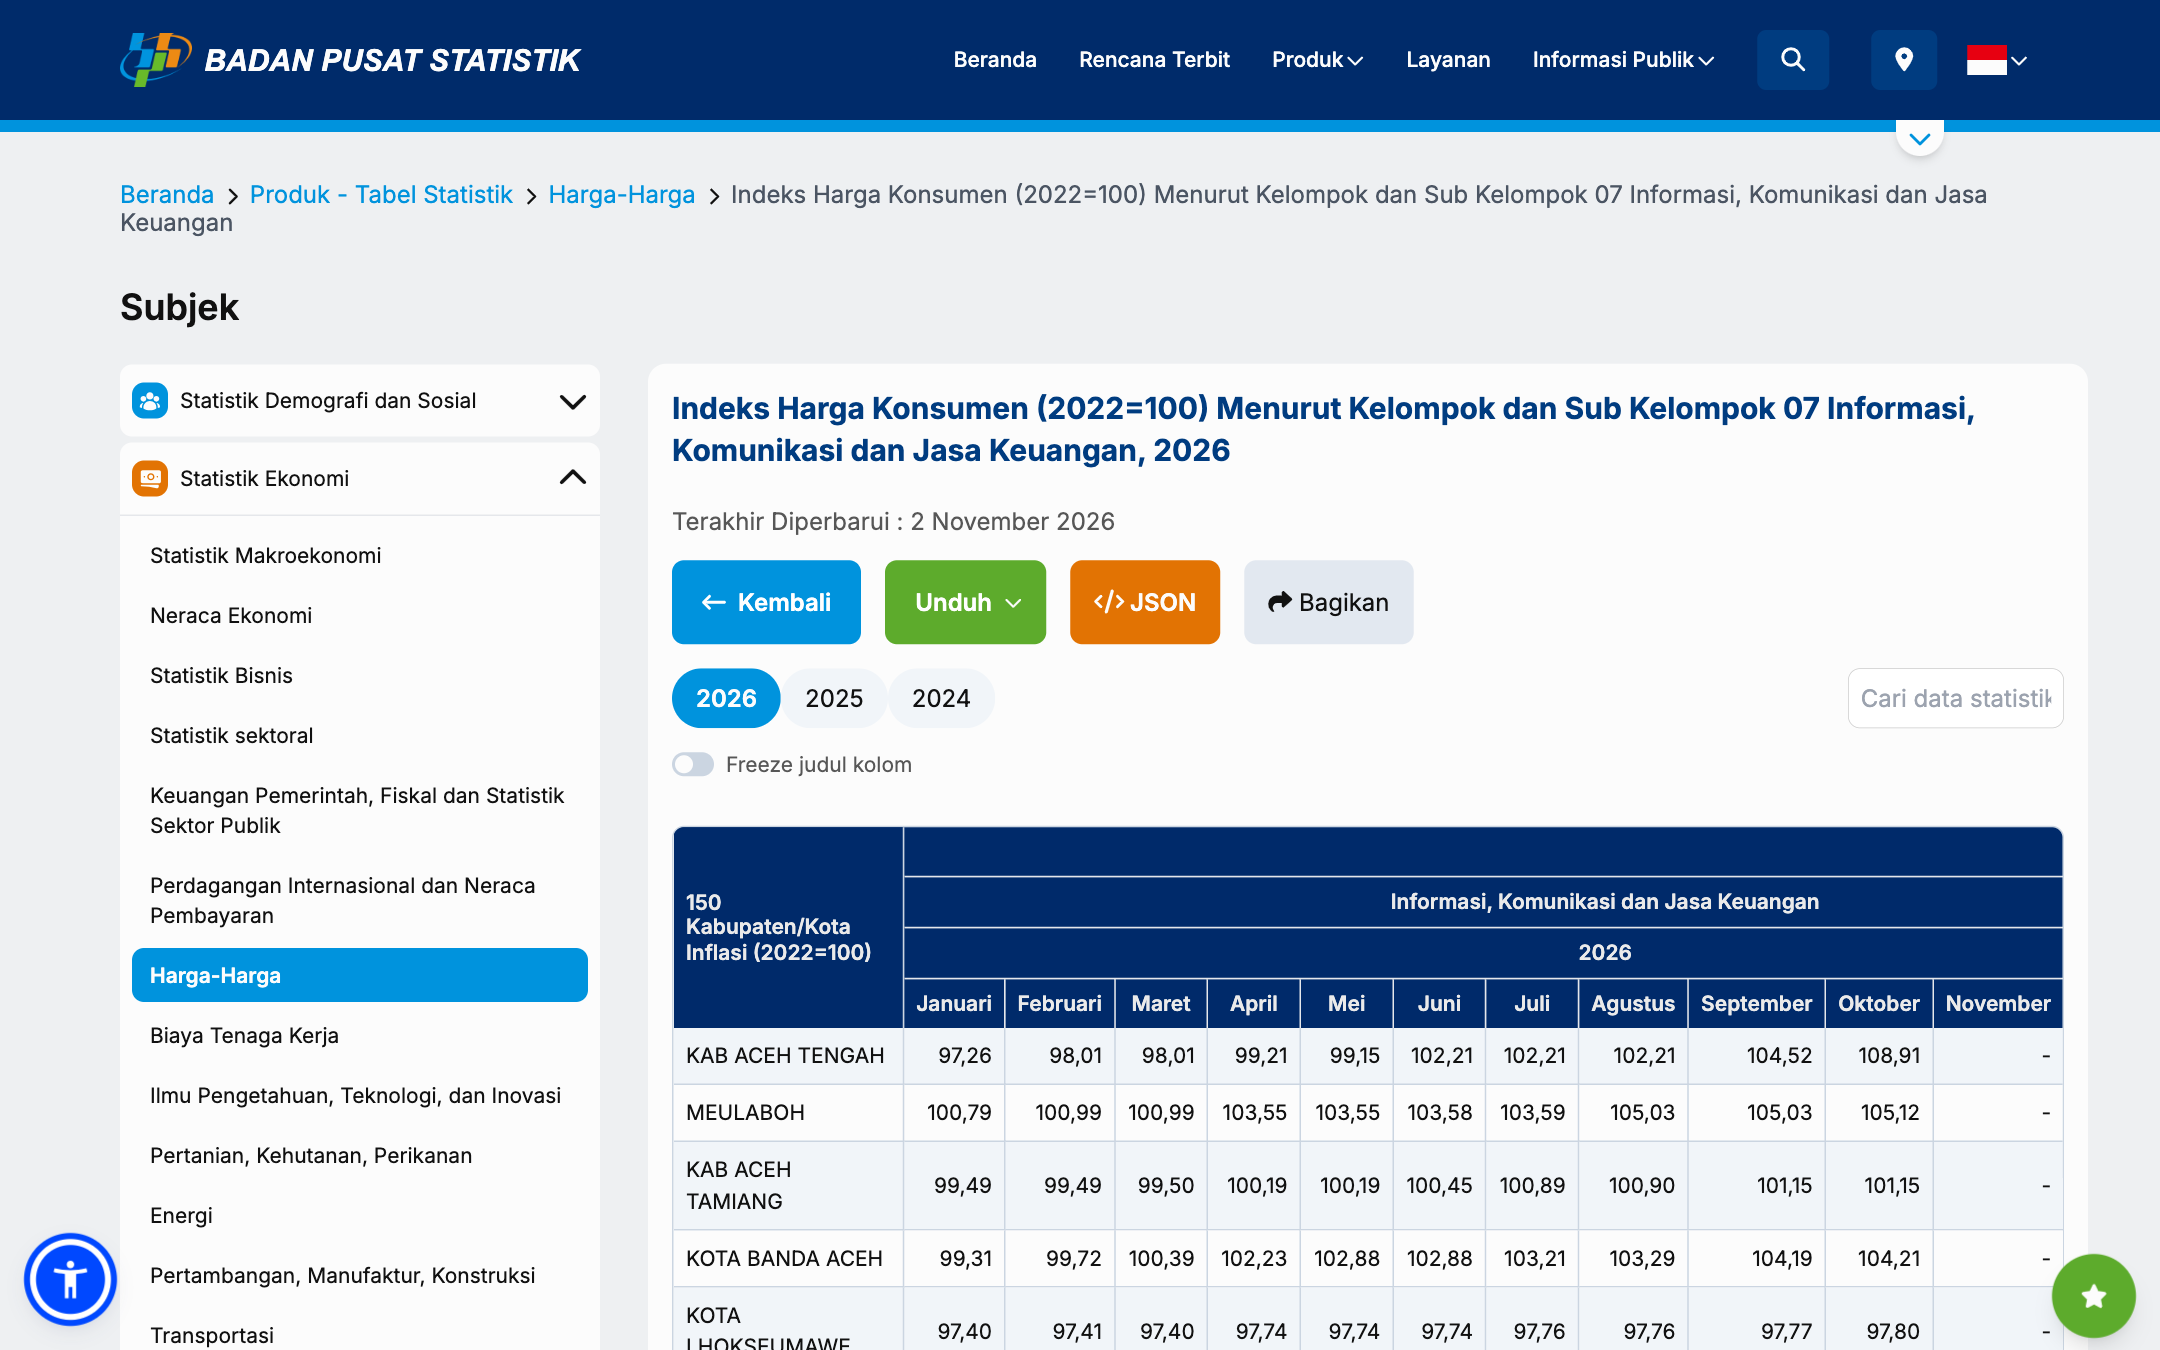 BADAN PUSAT STATISTIK
Beranda
Rencana Terbit
Produk
Layanan
Informasi Publik
Beranda > Produk - Tabel Statistik > Harga-Harga > Indeks Harga Konsumen (2022=100) Menurut Kelompok dan Sub Kelompok 07 Informasi, Komunikasi dan Jasa
Keuangan
Subjek
Statistik Demografi dan Sosial
Statistik Ekonomi
Statistik Makroekonomi
Neraca Ekonomi
Statistik Bisnis
Statistik sektoral
Keuangan Pemerintah, Fiskal dan Statistik
Sektor Publik
Perdagangan Internasional dan Neraca
Pembayaran
Harga-Harga
Biaya Tenaga Kerja
Ilmu Pengetahuan, Teknologi, dan Inovasi
Pertanian, Kehutanan, Perikanan
Energi
Pertambangan, Manufaktur, Konstruksi
Transportasi
Indeks Harga Konsumen (2022=100) Menurut Kelompok dan Sub Kelompok 07 Informasi,
Komunikasi dan Jasa Keuangan, 2026
Terakhir Diperbarui : 2 November 2026
Kembali
Unduh
</> JSON
Bagikan
2026
2025
2024
Cari data statistik
Freeze judul kolom
150
Kabupaten/Kota
Inflasi (2022=100)
Informasi, Komunikasi dan Jasa Keuangan
2026
Januari Februari Maret April Mei Juni Juli Agustus September Oktober November
KAB ACEH TENGAH 97,26 98,01 98,01 99,21 99,15 102,21 102,21 102,21 104,52 108,91 -
MEULABOH 100,79 100,99 100,99 103,55 103,55 103,58 103,59 105,03 105,03 105,12 -
KAB ACEH
TAMIANG 99,49 99,49 99,50 100,19 100,19 100,45 100,89 100,90 101,15 101,15 -
KOTA BANDA ACEH 99,31 99,72 100,39 102,23 102,88 102,88 103,21 103,29 104,19 104,21 -
KOTA
LHOKSEUMAWE 97,40 97,41 97,40 97,74 97,74 97,74 97,76 97,76 97,77 97,80 -